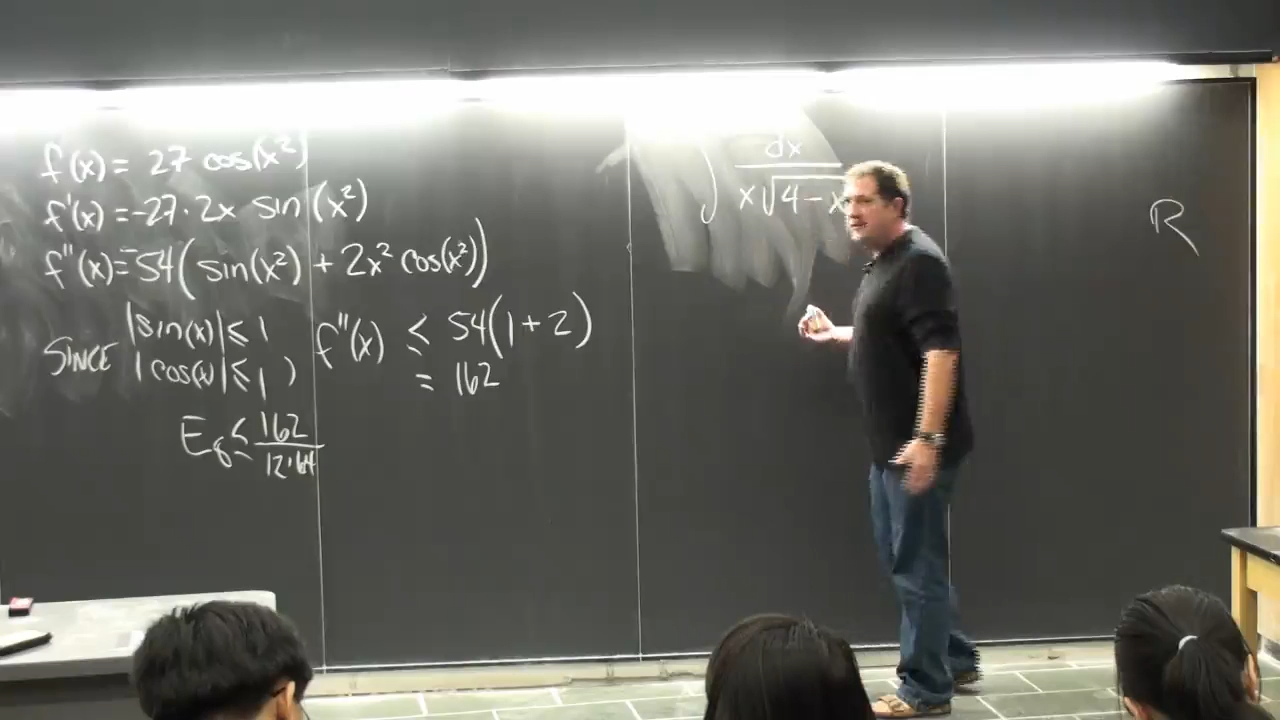 f(x) = 27 cos(x²)
f'(x) = -27·2x sin(x²)
f''(x) = -54(sin(x²) + 2x² cos(x²))
SINCE |sin(x)| ≤ 1
|cos(x)| ≤ 1) f''(x) ≤ 54(1+2)
= 162
E₈ ≤ 162/12·64
∫ dx / x√4-x
R